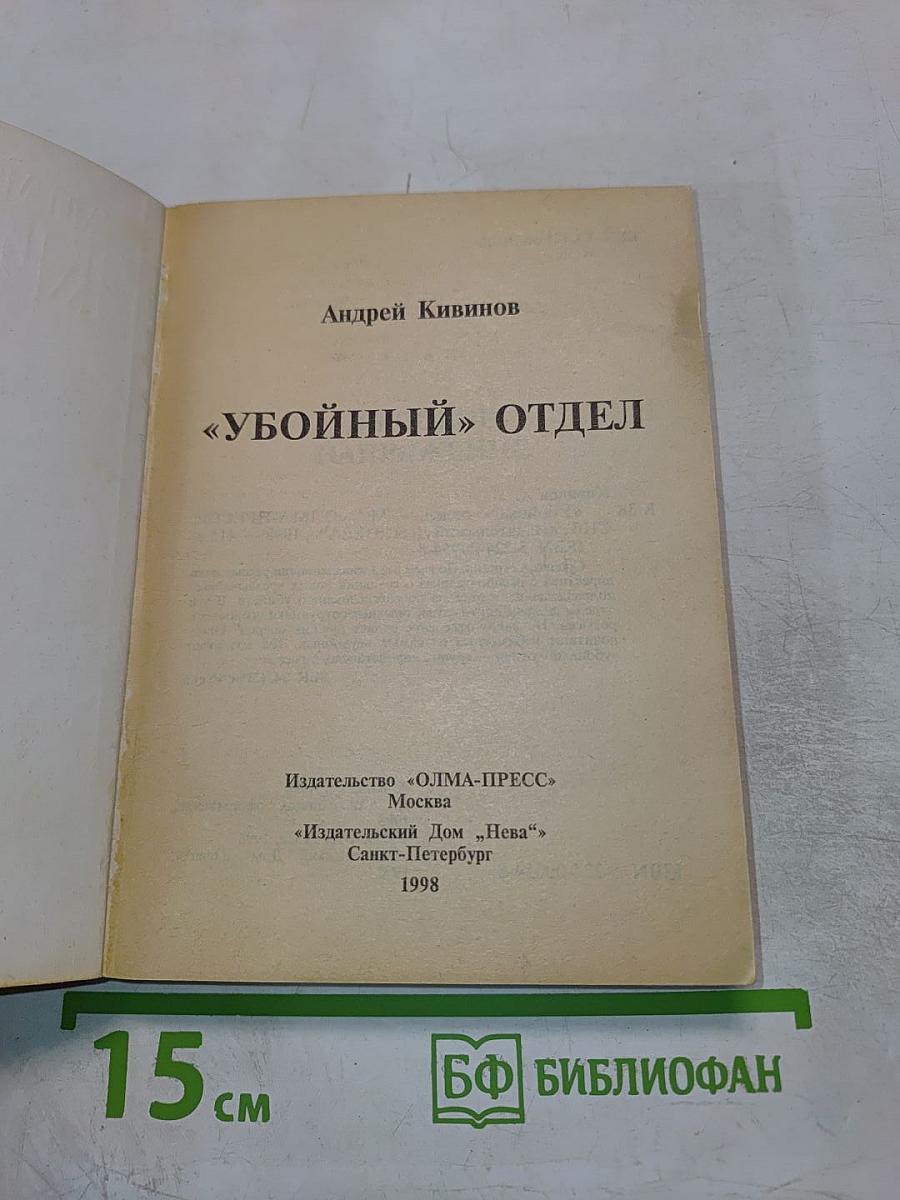 Андрей Кивинов
«УБОЙНЫЙ» ОТДЕЛ
Издательство «ОЛМА-ПРЕСС»
Москва
«Издательский Дом „Нева“»
Санкт-Петербург
1998
15 см
БФ БИБЛИОФАН